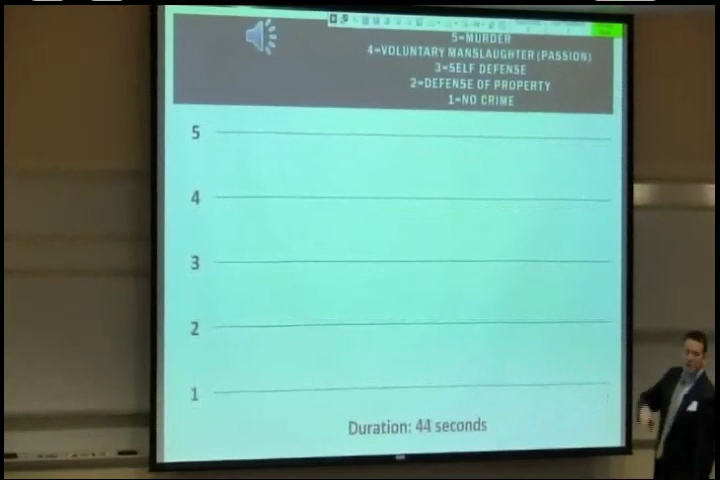 5=MURDER
4=VOLUNTARY MANSLAUGHTER (PASSION)
3=SELF DEFENSE
2=DEFENSE OF PROPERTY
1=NO CRIME
5
4
3
2
1
Duration: 44 seconds